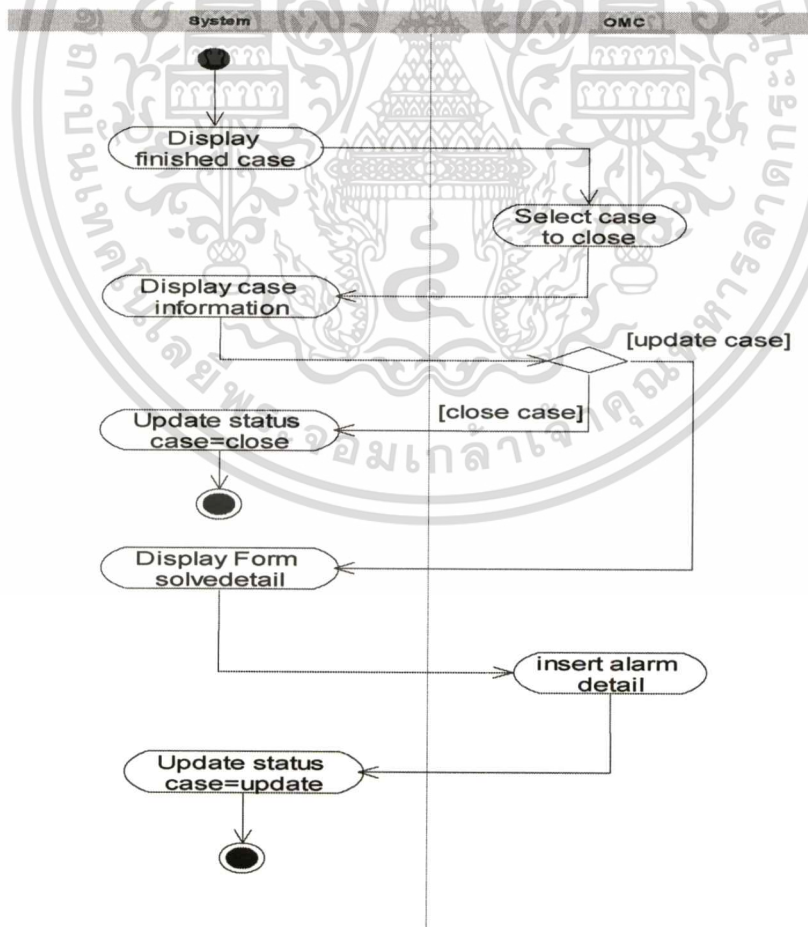 System
OMC
Display
finished case
Select case
to close
Display case
information
[update case]
[close case]
Update status
case=close
Display Form
solvedetail
insert alarm
detail
Update status
case=update